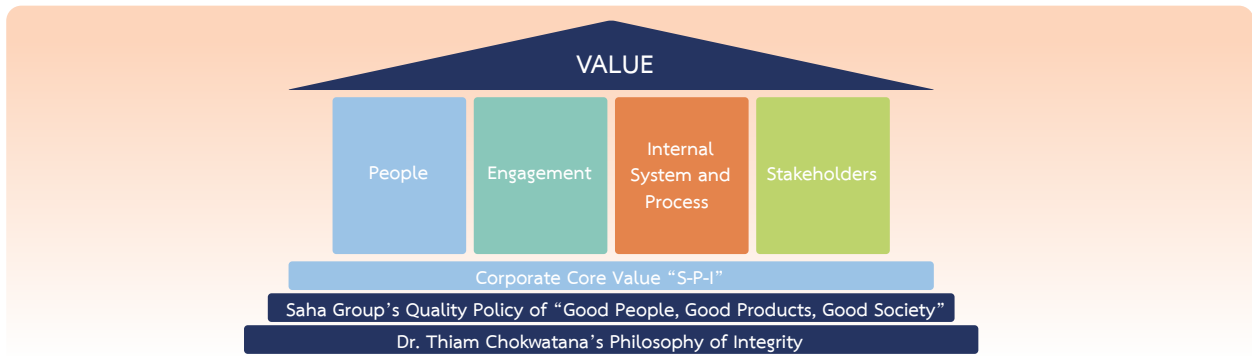 VALUE
People
Engagement
Internal
System and
Process
Stakeholders
Corporate Core Value “S-P-I”
Saha Group’s Quality Policy of “Good People, Good Products, Good Society”
Dr. Thiam Chokwatana’s Philosophy of Integrity